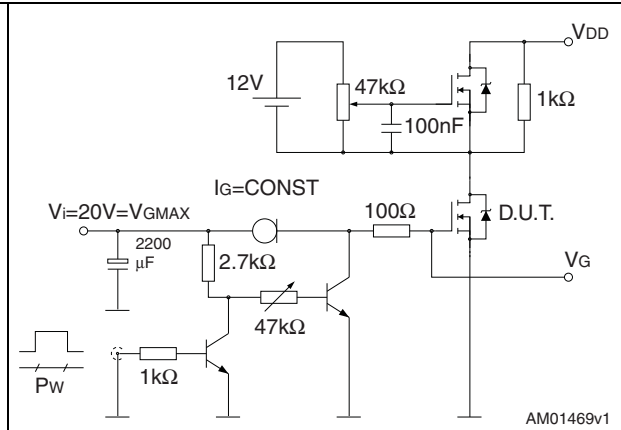 VDD
12V
47kΩ
1kΩ
100nF
IG=CONST
Vi=20V=VGMAX
100Ω
D.U.T.
2200
μF
2.7kΩ
VG
47kΩ
1kΩ
PW
AM01469v1